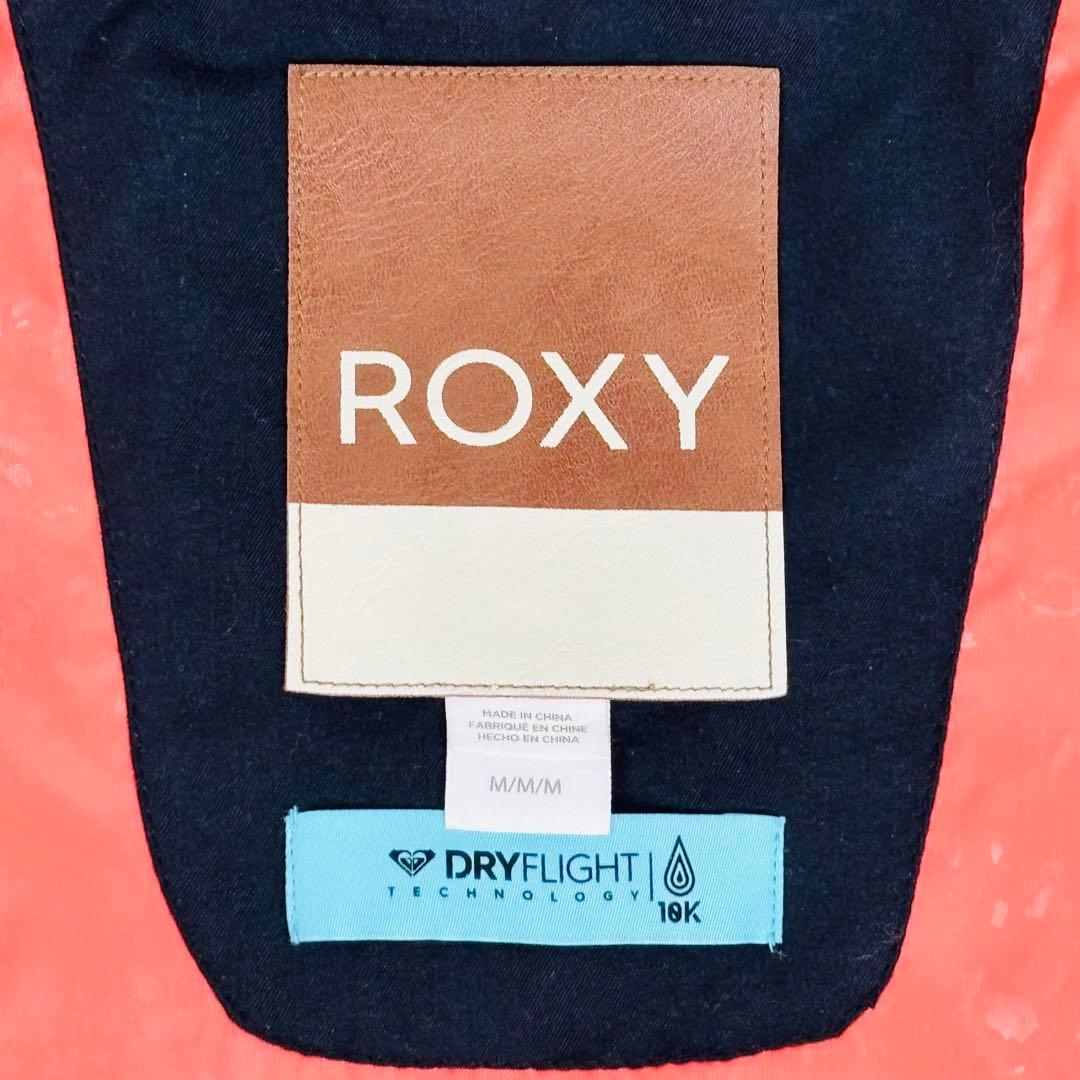 ROXY
MADE IN CHINA
FABRIQUÉ EN CHINE
HECHO EN CHINA
M/M/M
DRYFLIGHT
TECHNOLOGY
10K